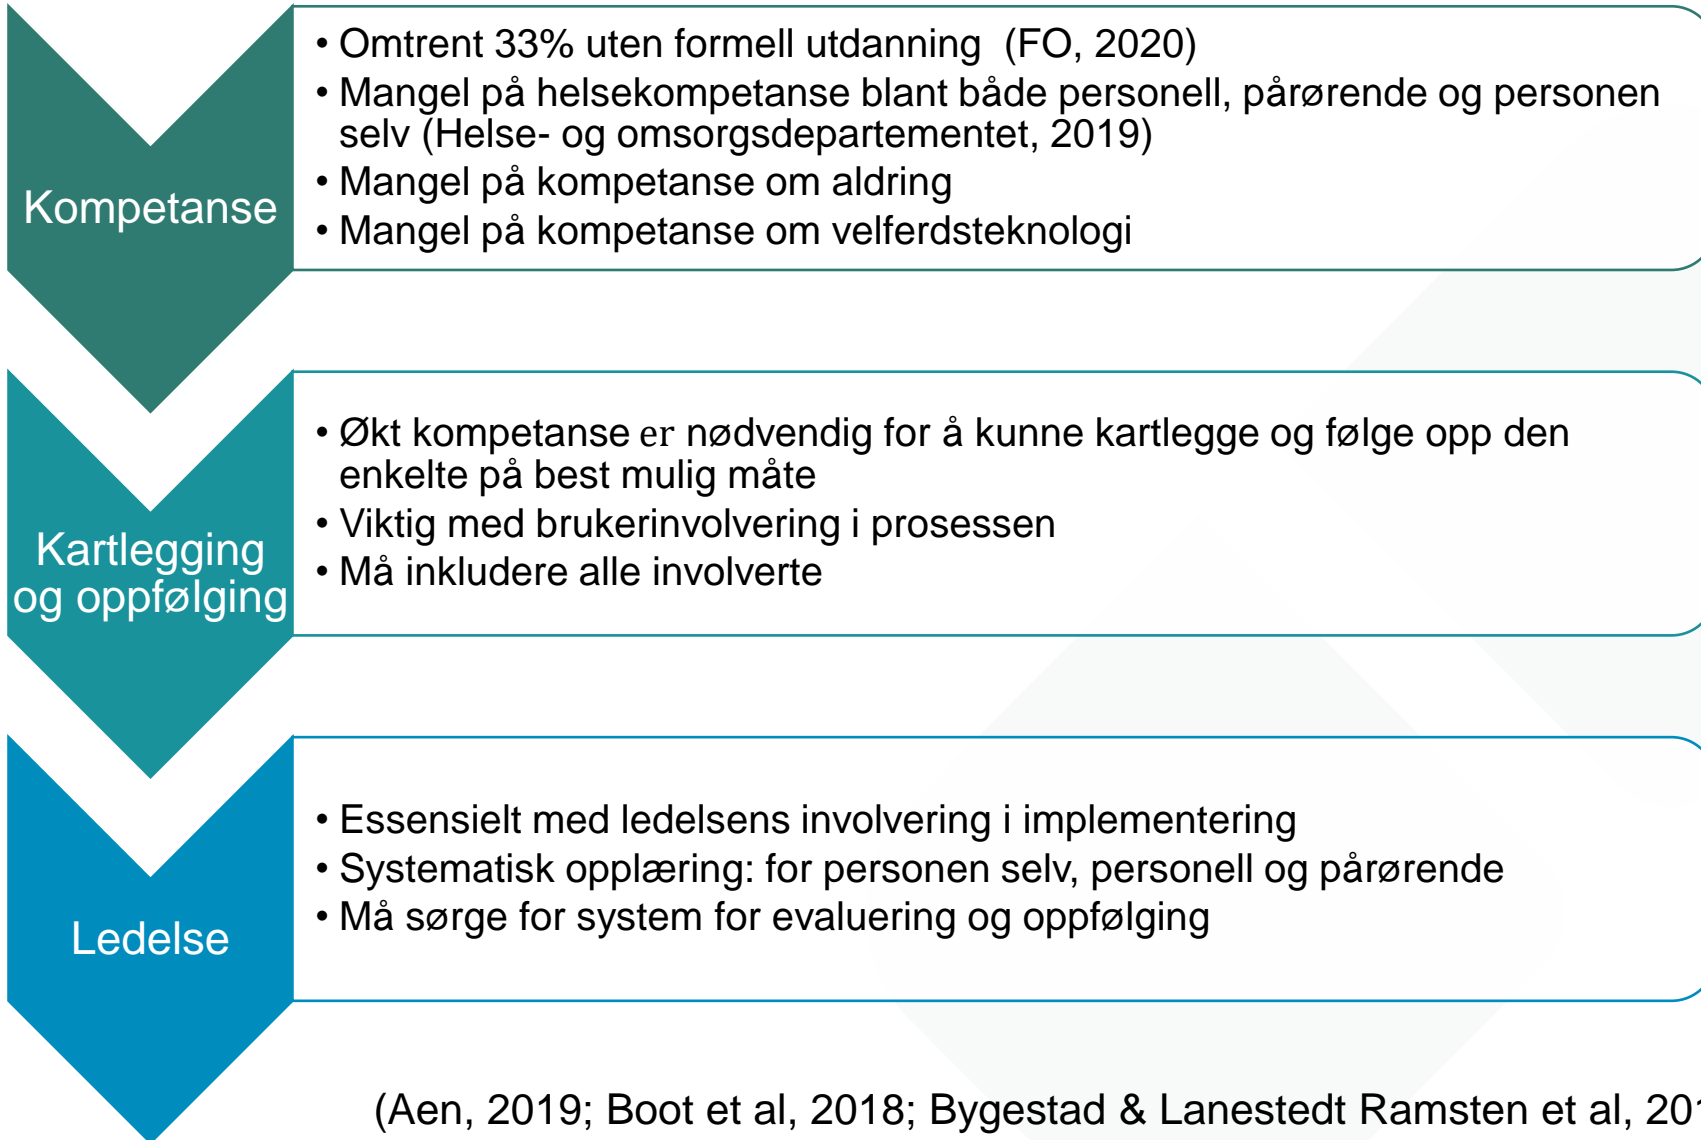 Kompetanse
• Omtrent 33% uten formell utdanning  (FO, 2020)
• Mangel på helsekompetanse blant både personell, pårørende og personen
selv (Helse- og omsorgsdepartementet, 2019)
• Mangel på kompetanse om aldring
• Mangel på kompetanse om velferdsteknologi
Kartlegging
og oppfølging
• Økt kompetanse er nødvendig for å kunne kartlegge og følge opp den
enkelte på best mulig måte
• Viktig med brukerinvolvering i prosessen
• Må inkludere alle involverte
Ledelse
• Essensielt med ledelsens involvering i implementering
• Systematisk opplæring: for personen selv, personell og pårørende
• Må sørge for system for evaluering og oppfølging
(Aen, 2019; Boot et al, 2018; Bygestad & Lanestedt Ramsten et al,